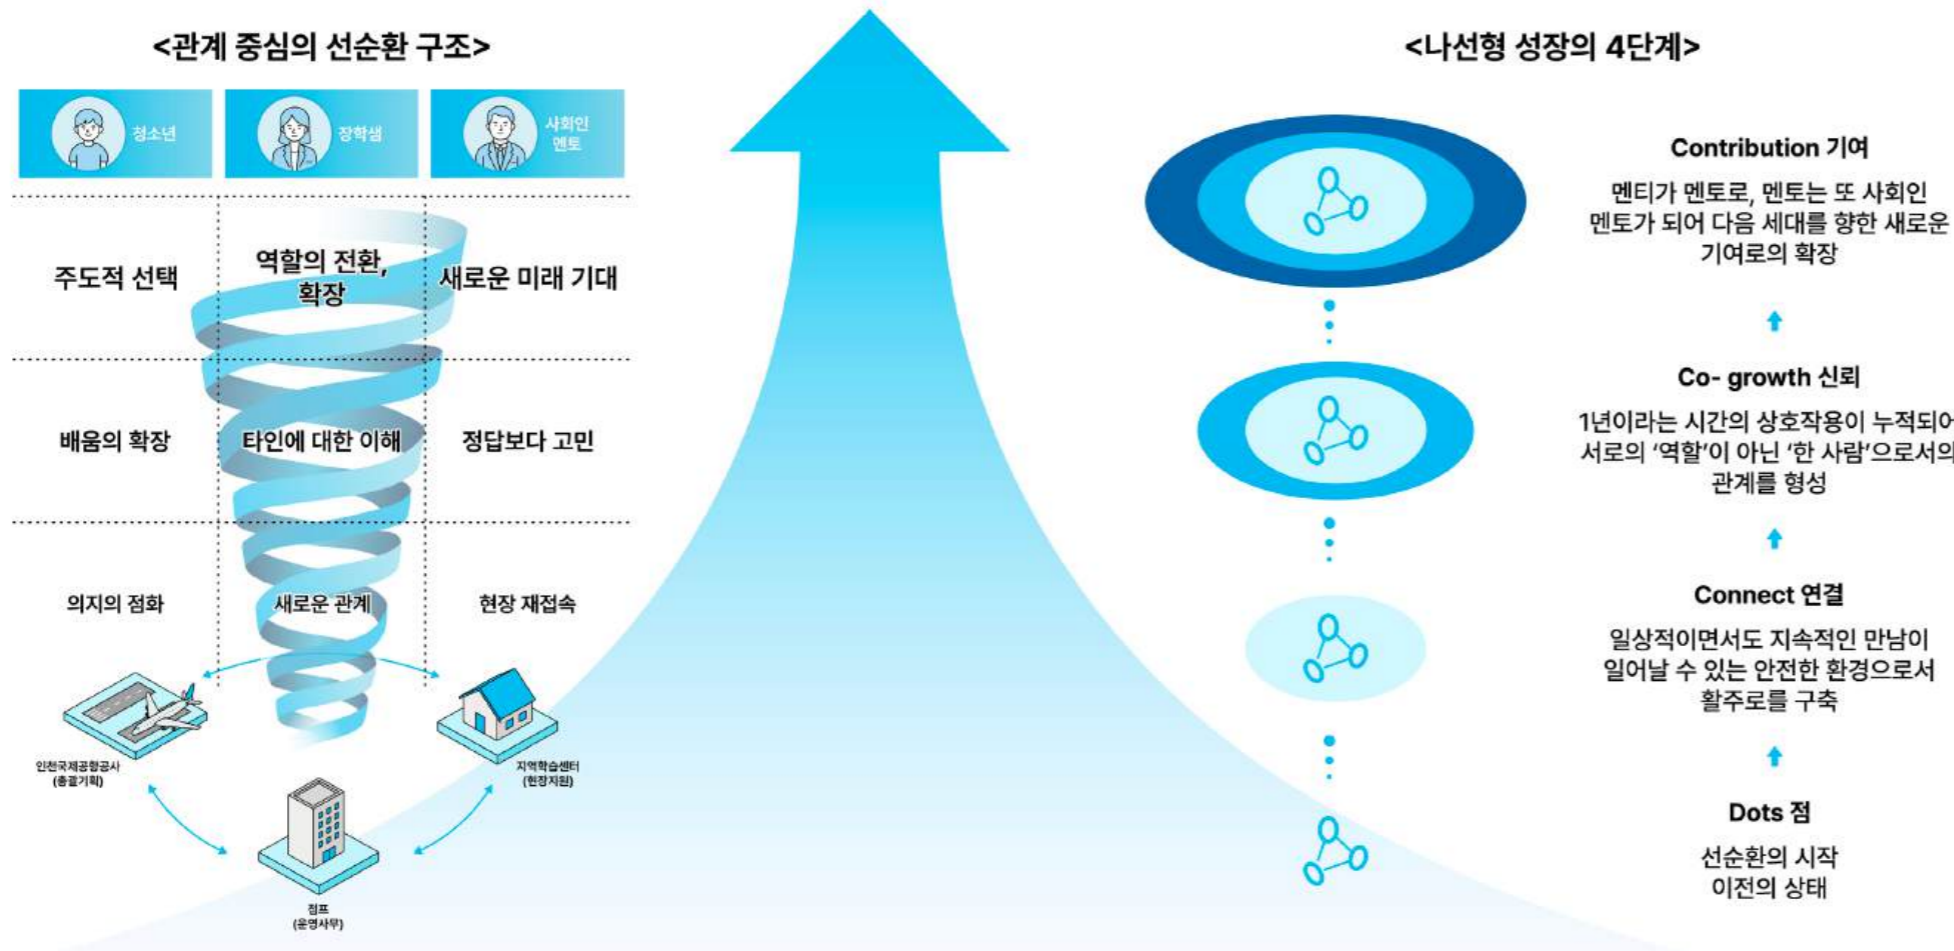 <관계 중심의 선순환 구조>
청소년
장학샘
사회인
멘토
주도적 선택
역할의 전환,
확장
새로운 미래 기대
배움의 확장
타인에 대한 이해
정답보다 고민
의지의 점화
새로운 관계
현장 재접속
인천국제공항공사
(총괄기획)
지역학습센터
(현장지원)
점프
(운영사무)
<나선형 성장의 4단계>
Contribution 기여
멘티가 멘토로, 멘토는 또 사회인
멘토가 되어 다음 세대를 향한 새로운
기여로의 확장
Co- growth 신뢰
1년이라는 시간의 상호작용이 누적되어
서로의 ‘역할’이 아닌 ‘한 사람’으로서의
관계를 형성
Connect 연결
일상적이면서도 지속적인 만남이
일어날 수 있는 안전한 환경으로서
활주로를 구축
Dots 점
선순환의 시작
이전의 상태